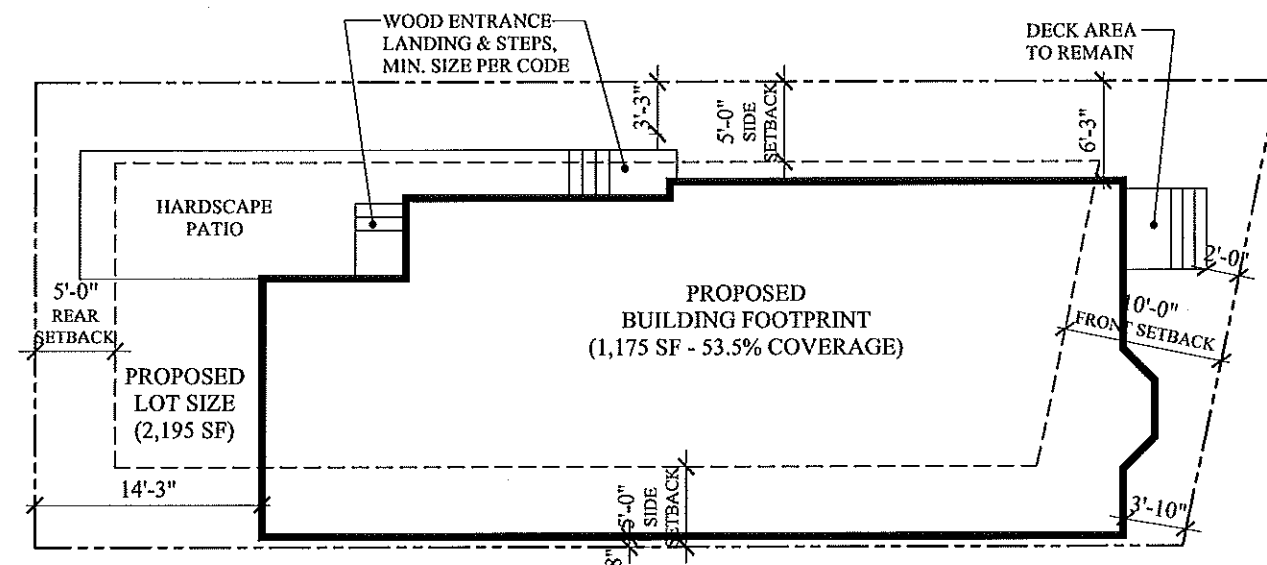 WOOD ENTRANCE
LANDING & STEPS,
MIN. SIZE PER CODE
DECK AREA
TO REMAIN
3'-3"
5'-0"
SIDE
SETBACK
6'-3"
HARDSCAPE
PATIO
2'-0"
5'-0"
REAR
SETBACK
PROPOSED
BUILDING FOOTPRINT
(1,175 SF - 53.5% COVERAGE)
10'-0"
FRONT SETBACK
PROPOSED
LOT SIZE
(2,195 SF)
14'-3"
5'-0"
SIDE
SETBACK
3'-10"
8"